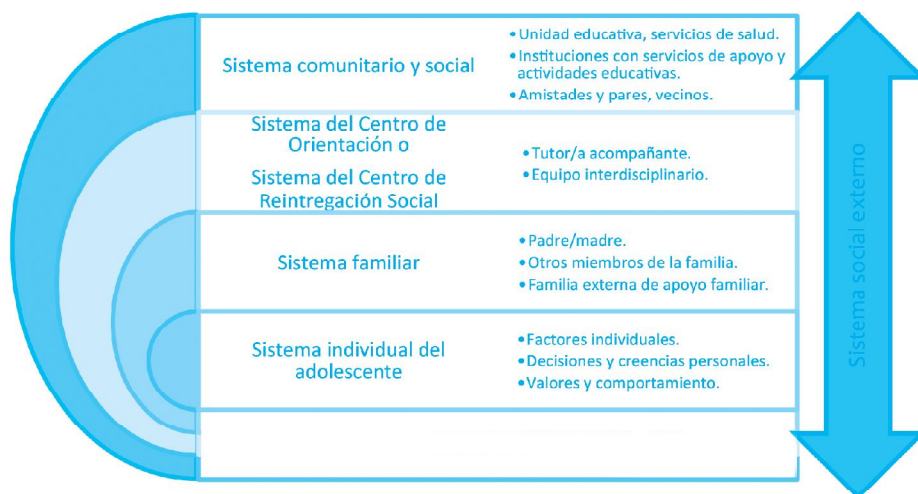 Sistema comunitario y social
• Unidad educativa, servicios de salud.
• Instituciones con servicios de apoyo y
actividades educativas.
• Amistades y pares, vecinos.
Sistema del Centro de
Orientación o
Sistema del Centro de
Reintregación Social
• Tutor/a acompañante.
• Equipo interdisciplinario.
Sistema familiar
• Padre/madre.
• Otros miembros de la familia.
• Familia externa de apoyo familiar.
Sistema individual del
adolescente
• Factores individuales.
• Decisiones y creencias personales.
• Valores y comportamiento.
Sistema social externo